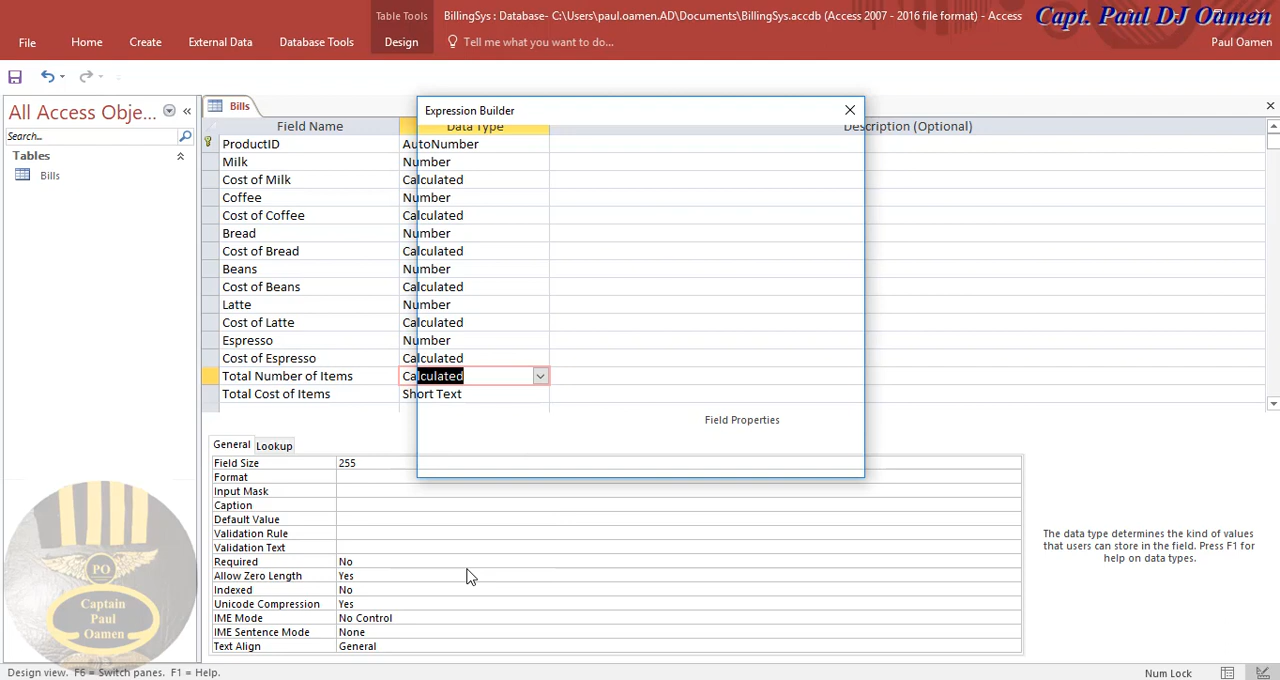 Table Tools
BillingSys : Database- C:\Users\paul.oamen.AD\Documents\BillingSys.accdb (Access 2007 - 2016 file format) - Access
Capt. Paul DJ Oamen
File
Home
Create
External Data
Database Tools
Design
Tell me what you want to do...
Paul Oamen
All Access Obje...
«
Bills
Search...
Tables
Bills
Expression Builder
Field Name
Data Type
Description (Optional)
ProductID AutoNumber
Milk Number
Cost of Milk Calculated
Coffee Number
Cost of Coffee Calculated
Bread Number
Cost of Bread Calculated
Beans Number
Cost of Beans Calculated
Latte Number
Cost of Latte Calculated
Espresso Number
Cost of Espresso Calculated
Total Number of Items Calculated
Total Cost of Items Short Text
Field Properties
General Lookup
Field Size 255
Format
Input Mask
Caption
Default Value
Validation Rule
Validation Text
Required No
Allow Zero Length Yes
Indexed No
Unicode Compression Yes
IME Mode No Control
IME Sentence Mode None
Text Align General
The data type determines the kind of values
that users can store in the field. Press F1 for
help on data types.
PO
Captain
Paul
Oamen
Design view. F6 = Switch panes. F1 = Help.
Num Lock